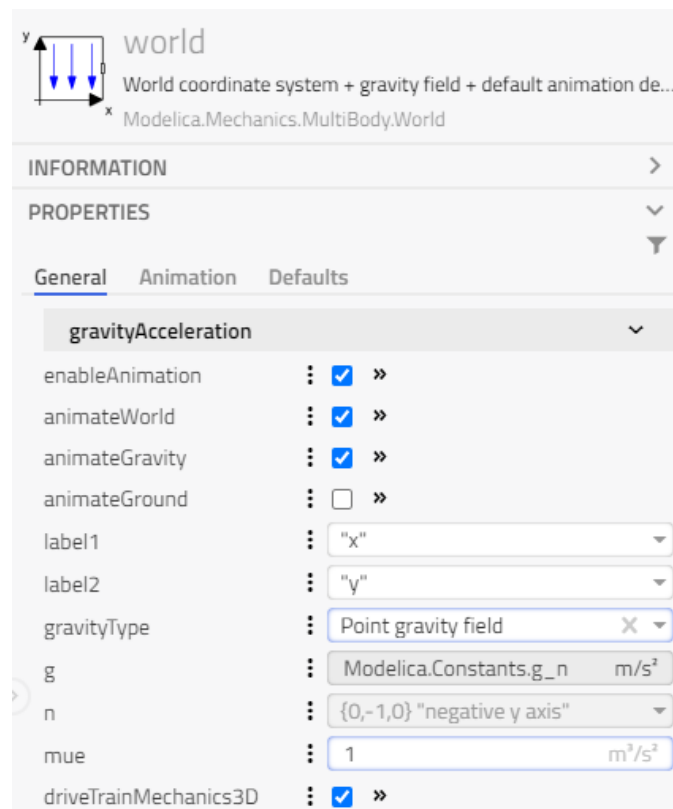 y
world
World coordinate system + gravity field + default animation de...
x
Modelica.Mechanics.MultiBody.World
INFORMATION
PROPERTIES
General Animation Defaults
gravityAcceleration
enableAnimation
animateWorld
animateGravity
animateGround
label1 "x"
label2 "y"
gravityType Point gravity field
g Modelica.Constants.g_n m/s²
n {0,-1,0} "negative y axis"
mue 1 m³/s²
driveTrainMechanics3D